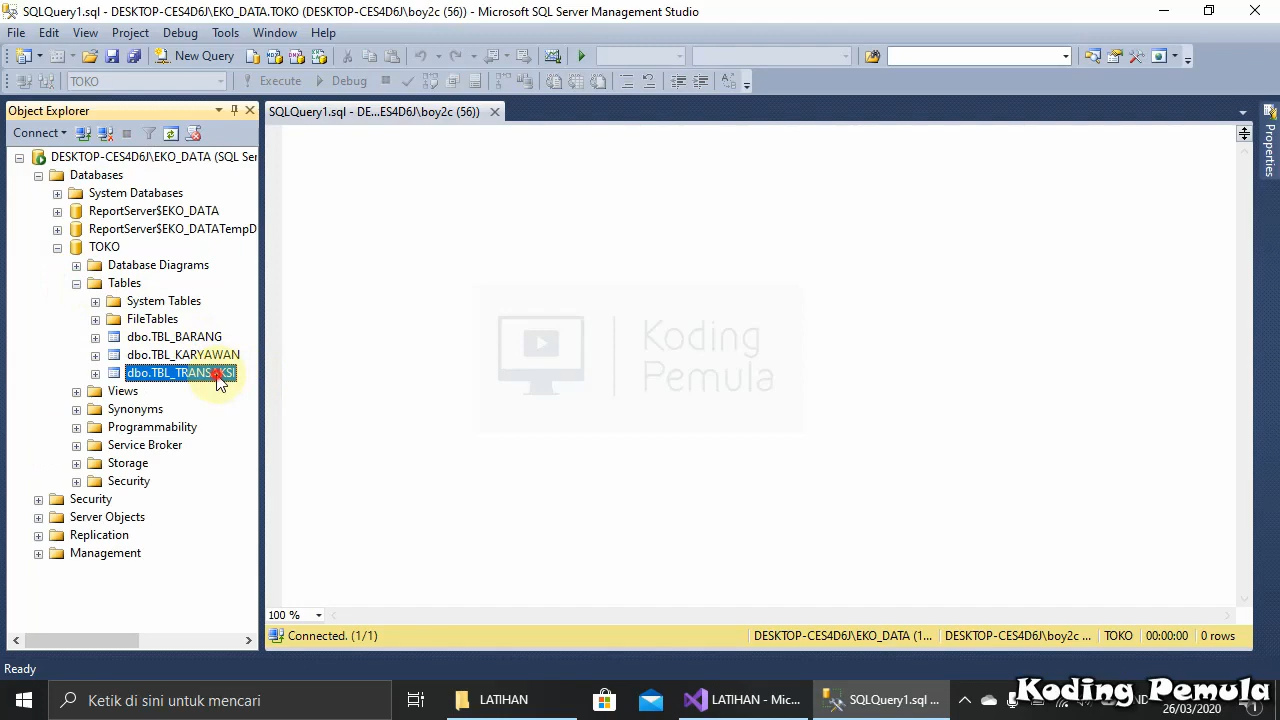 SQLQuery1.sql - DESKTOP-CES4D6J\EKO_DATA.TOKO (DESKTOP-CES4D6J\boy2c (56)) - Microsoft SQL Server Management Studio
File Edit View Project Debug Tools Window Help
New Query
TOKO Execute Debug
Object Explorer
SQLQuery1.sql - DE...ES4D6J\boy2c (56))
Properties
Connect
DESKTOP-CES4D6J\EKO_DATA (SQL Ser
Databases
System Databases
ReportServer$EKO_DATA
ReportServer$EKO_DATATempD
TOKO
Database Diagrams
Tables
System Tables
FileTables
dbo.TBL_BARANG
dbo.TBL_KARYAWAN
dbo.TBL_TRANSAKSI
Views
Synonyms
Programmability
Service Broker
Storage
Security
Security
Server Objects
Replication
Management
Koding
Pemula
100 %
Connected. (1/1) DESKTOP-CES4D6J\EKO_DATA (1... DESKTOP-CES4D6J\boy2c ... TOKO 00:00:00 0 rows
Ready
Ketik di sini untuk mencari LATIHAN LATIHAN - Mic... SQLQuery1.sql ...
Koding Pemula
26/03/2020